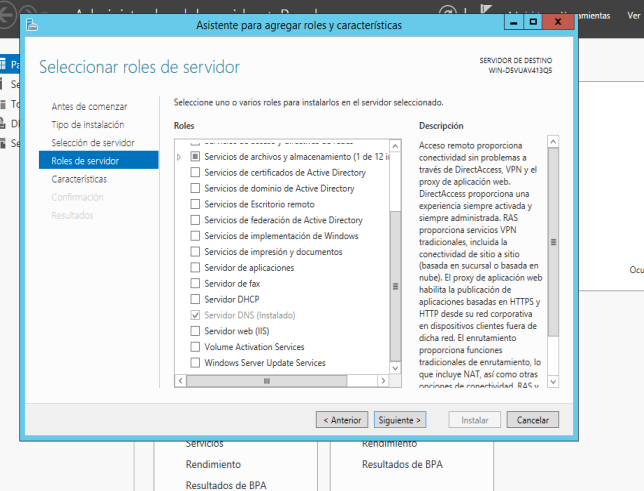 Asistente para agregar roles y características
Ver
Seleccionar roles de servidor
SERVIDOR DE DESTINO
WIN-D5VUAV413Q5
Antes de comenzar
Tipo de instalación
Selección de servidor
Roles de servidor
Características
Confirmación
Resultados
Seleccione uno o varios roles para instalarlos en el servidor seleccionado.
Roles
Servicios de archivos y almacenamiento (1 de 12 i
Servicios de certificados de Active Directory
Servicios de dominio de Active Directory
Servicios de Escritorio remoto
Servicios de federación de Active Directory
Servicios de implementación de Windows
Servicios de impresión y documentos
Servidor de aplicaciones
Servidor de fax
Servidor DHCP
Servidor DNS (Instalado)
Servidor web (IIS)
Volume Activation Services
Windows Server Update Services
Descripción
Acceso remoto proporciona
conectividad sin problemas a
través de DirectAccess, VPN y el
proxy de aplicación web.
DirectAccess proporciona una
experiencia siempre activada y
siempre administrada. RAS
proporciona servicios VPN
tradicionales, incluida la
conectividad de sitio a sitio
(basada en sucursal o basada en
nube). El proxy de aplicación web
habilita la publicación de
aplicaciones basadas en HTTPS y
HTTP desde su red corporativa
en dispositivos clientes fuera de
dicha red. El enrutamiento
proporciona funciones
tradicionales de enrutamiento, lo
que incluye NAT, así como otras
opciones de conectividad. RAS y
Ocu
< Anterior
Siguiente >
Instalar
Cancelar
Servicios
Rendimiento
Rendimiento
Resultados de BPA
Resultados de BPA